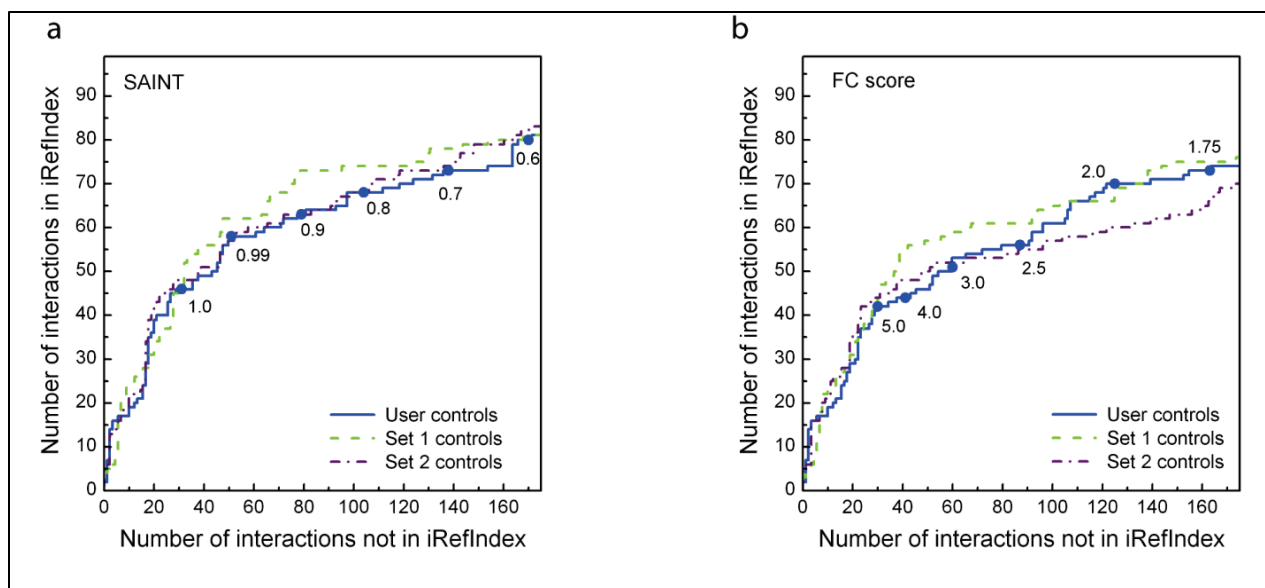 a
SAINT
90
80
70
60
50
40
30
20
10
0
0 20 40 60 80 100 120 140 160
1.0
0.99
0.9
0.8
0.7
0.6
User controls
Set 1 controls
Set 2 controls
Number of interactions in iRefIndex
Number of interactions not in iRefIndex
b
FC score
90
80
70
60
50
40
30
20
10
0
0 20 40 60 80 100 120 140 160
5.0
4.0
3.0
2.5
2.0
1.75
User controls
Set 1 controls
Set 2 controls
Number of interactions in iRefIndex
Number of interactions not in iRefIndex